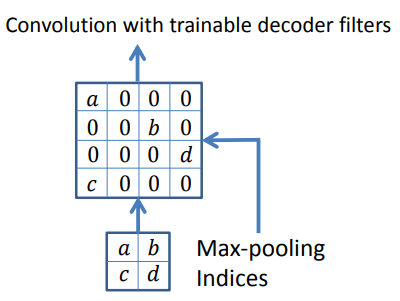 Convolution with trainable decoder filters
a 0 0 0
0 0 b 0
0 0 0 d
c 0 0 0
a b
c d
Max-pooling
Indices